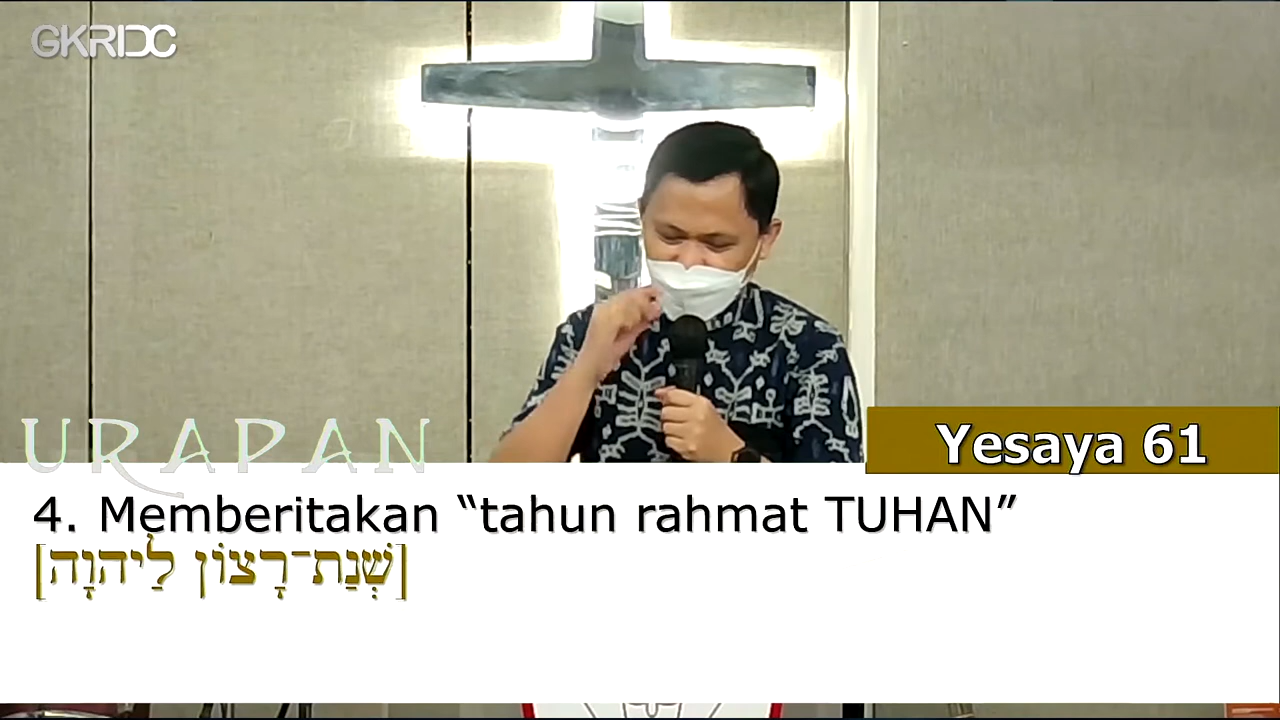 GKRIDC
URAPAN
Yesaya 61
4. Memberitakan “tahun rahmat TUHAN”
[שְׁנַת־רָצוֹן לַיהוָה]